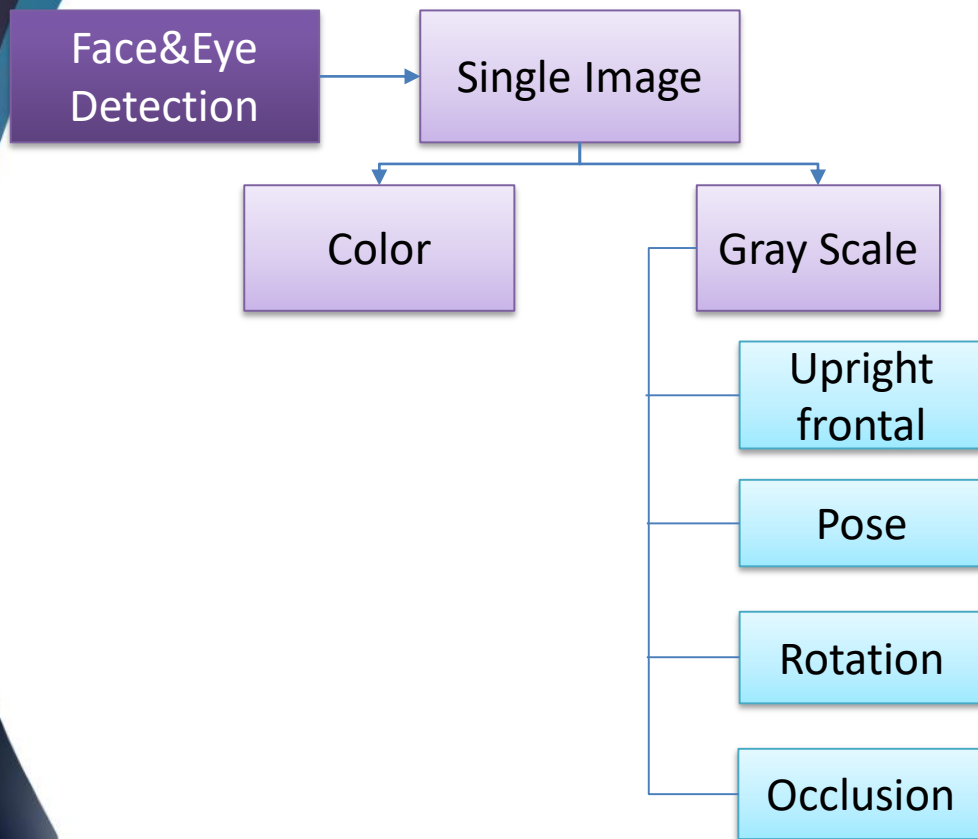 Face&Eye
Detection
Single Image
Color
Gray Scale
Upright
frontal
Pose
Rotation
Occlusion